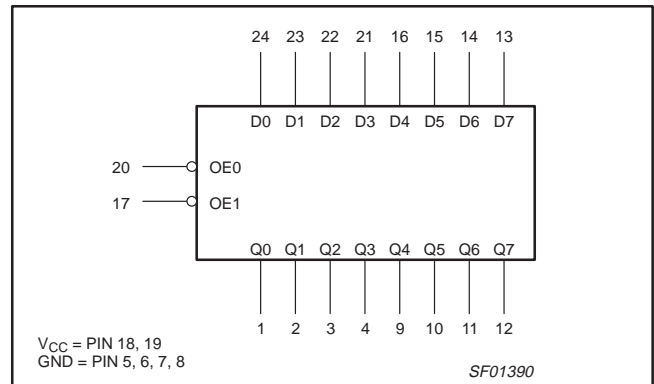 24 23 22 21 16 15 14 13
D0 D1 D2 D3 D4 D5 D6 D7
20 OE0
17 OE1
Q0 Q1 Q2 Q3 Q4 Q5 Q6 Q7
1 2 3 4 9 10 11 12
VCC = PIN 18, 19
GND = PIN 5, 6, 7, 8
SF01390